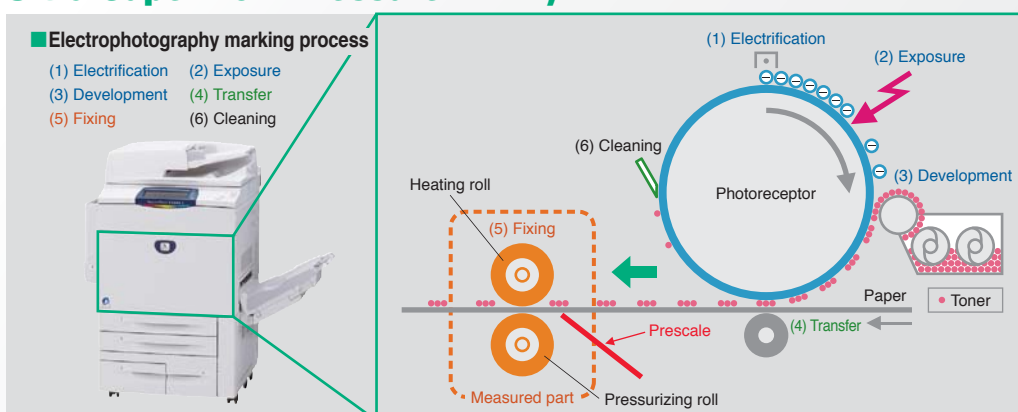 ■Electrophotography marking process
(1) Electrification (2) Exposure
(3) Development (4) Transfer
(5) Fixing (6) Cleaning
(1) Electrification
(2) Exposure
(6) Cleaning
(3) Development
Photoreceptor
Heating roll
(5) Fixing
Paper
Toner
Prescale
(4) Transfer
Measured part
Pressurizing roll